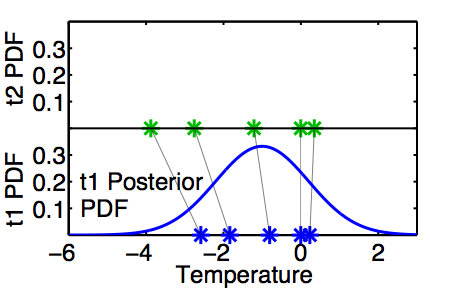 t2 PDF
0.3
0.2
0.1
t1 PDF
0.3
0.2
0.1
t1 Posterior
PDF
−6 −4 −2 0 2
Temperature